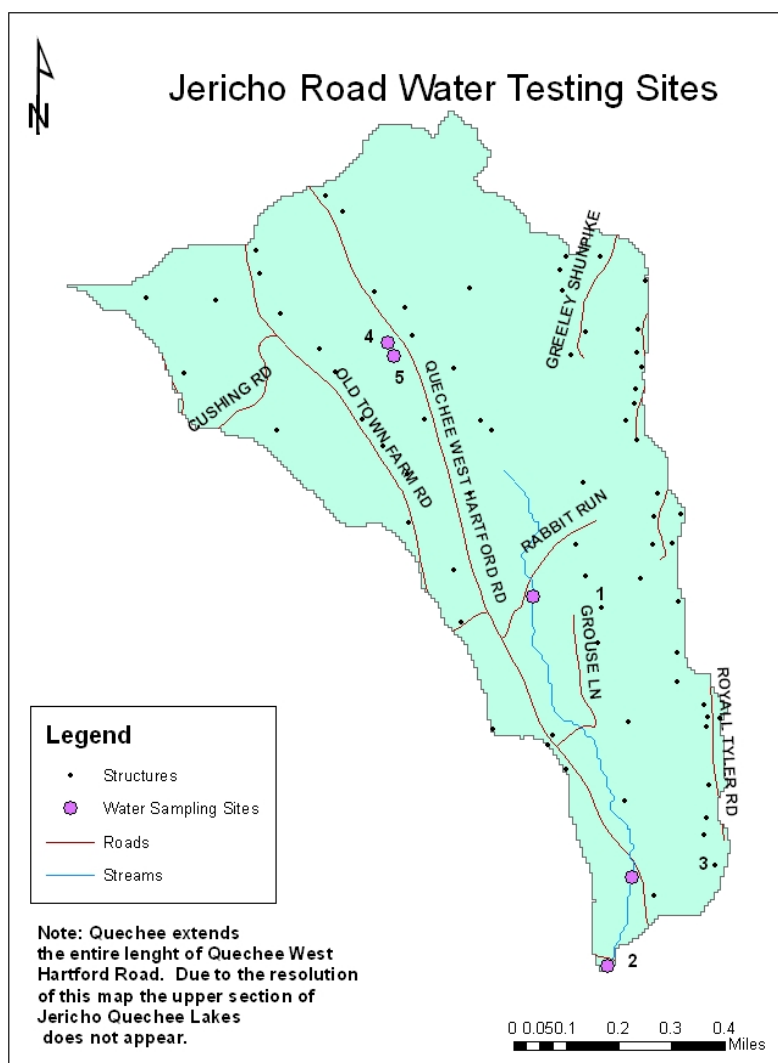 Jericho Road Water Testing Sites
N
GREELEY SHUNPIKE
4
5
CUSHING RD
OLD TOWN FARM RD
QUECHEE WEST HARTFORD RD
RABBIT RUN
1
GROUSE LN
ROYALL TYLER RD
3
2
Legend
Structures
Water Sampling Sites
Roads
Streams
Note: Quechee extends
the entire lenght of Quechee West
Hartford Road. Due to the resolution
of this map the upper section of
Jericho Quechee Lakes
does not appear.
0 0.050.1 0.2 0.3 0.4
Miles